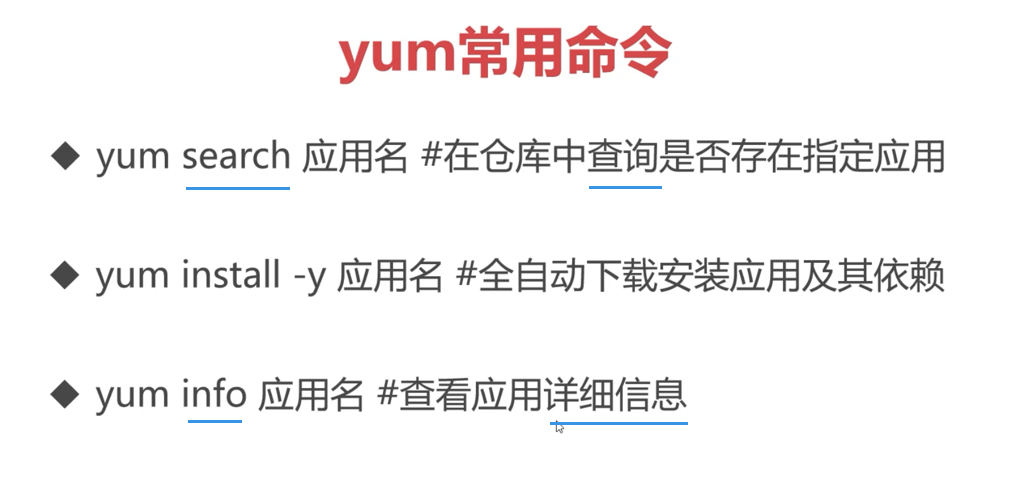 yum常用命令
◆ yum search 应用名 #在仓库中查询是否存在指定应用
◆ yum install -y 应用名 #全自动下载安装应用及其依赖
◆ yum info 应用名 #查看应用详细信息